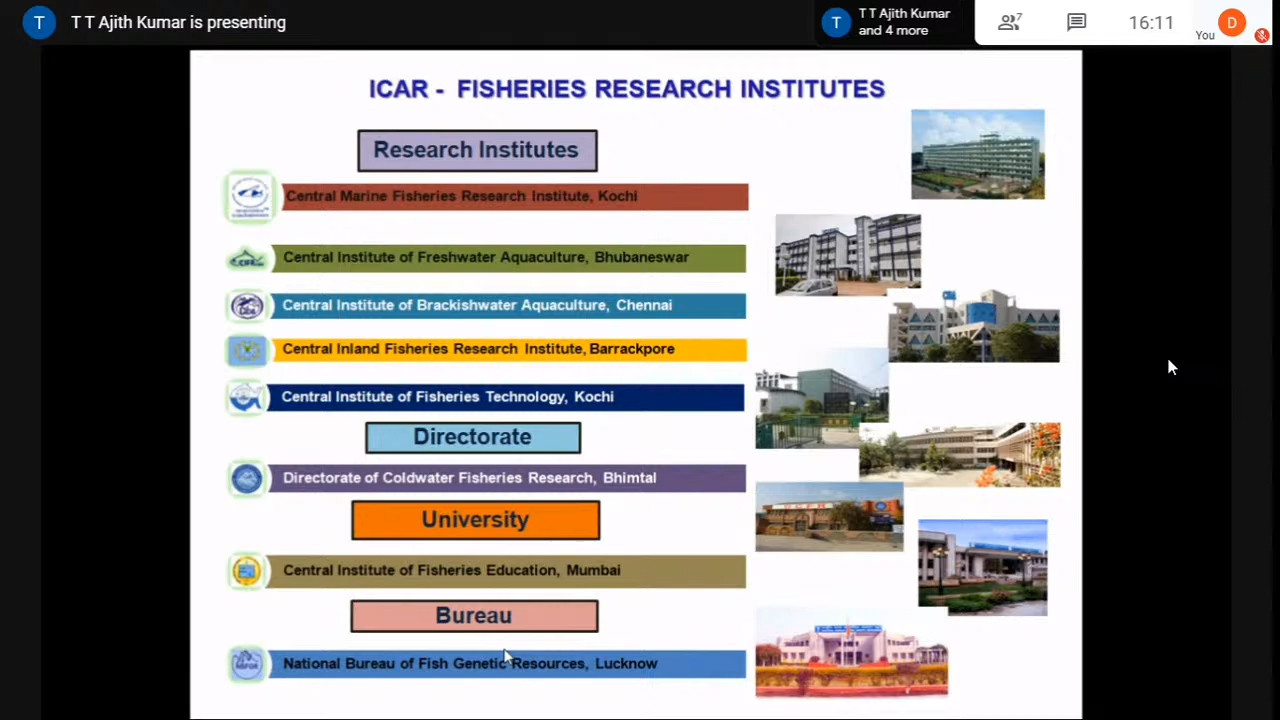 T
T T Ajith Kumar is presenting
T
T T Ajith Kumar
and 4 more
7
16:11
You
D
ICAR - FISHERIES RESEARCH INSTITUTES
Research Institutes
Central Marine Fisheries Research Institute, Kochi
Central Institute of Freshwater Aquaculture, Bhubaneswar
Central Institute of Brackishwater Aquaculture, Chennai
Central Inland Fisheries Research Institute, Barrackpore
Central Institute of Fisheries Technology, Kochi
Directorate
Directorate of Coldwater Fisheries Research, Bhimtal
University
Central Institute of Fisheries Education, Mumbai
Bureau
National Bureau of Fish Genetic Resources, Lucknow